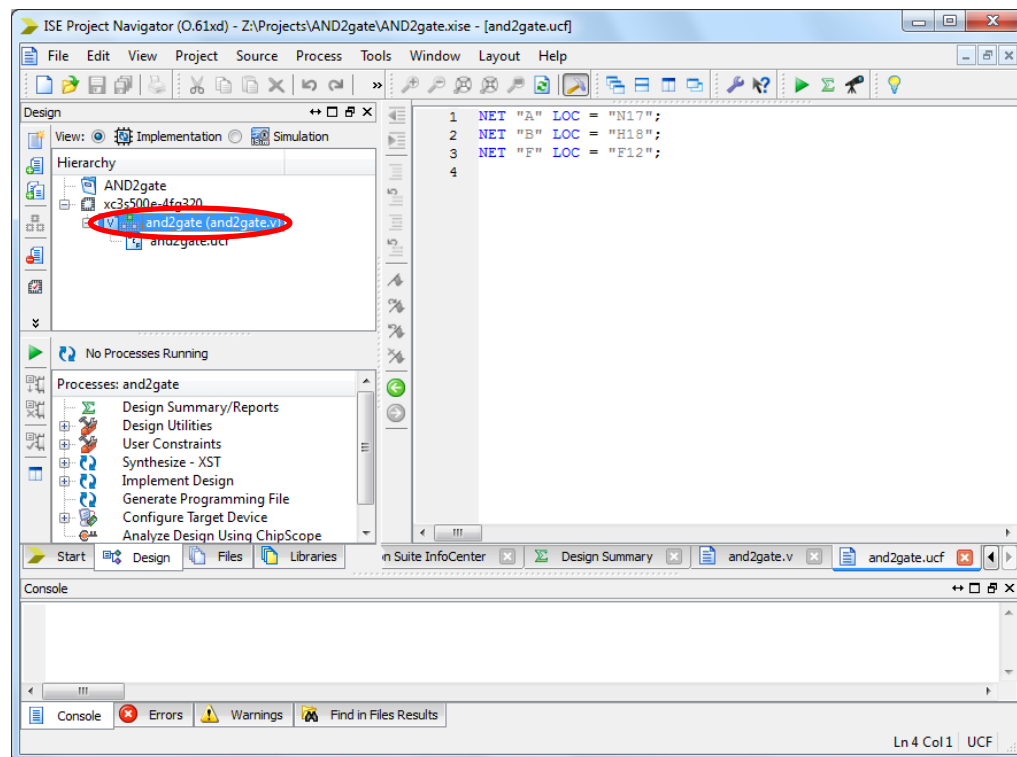 ISE Project Navigator (O.61xd) - Z:\Projects\AND2gate\AND2gate.xise - [and2gate.ucf]
File Edit View Project Source Process Tools Window Layout Help
Design
View: Implementation Simulation
Hierarchy
AND2gate
xc3s500e-4fg320
and2gate (and2gate.v)
and2gate.ucf
No Processes Running
Processes: and2gate
Design Summary/Reports
Design Utilities
User Constraints
Synthesize - XST
Implement Design
Generate Programming File
Configure Target Device
Analyze Design Using ChipScope
1 NET "A" LOC = "N17";
2 NET "B" LOC = "H18";
3 NET "F" LOC = "F12";
4
Start Design Files Libraries
n Suite InfoCenter Design Summary and2gate.v and2gate.ucf
Console
Console Errors Warnings Find in Files Results
Ln 4 Col 1 UCF